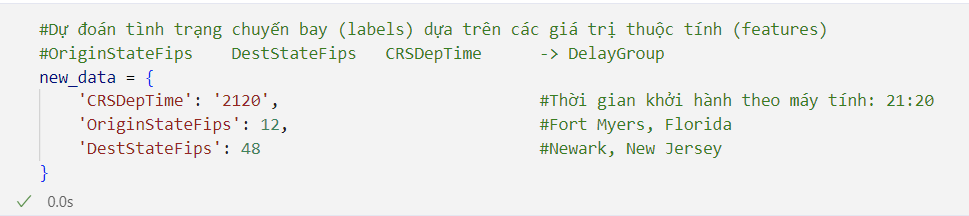 #Dự đoán tình trạng chuyến bay (labels) dựa trên các giá trị thuộc tính (features)
#OriginStateFips    DestStateFips   CRSDepTime      -> DelayGroup
new_data = {
    'CRSDepTime': '2120',                           #Thời gian khởi hành theo máy tính: 21:20
    'OriginStateFips': 12,                          #Fort Myers, Florida
    'DestStateFips': 48                             #Newark, New Jersey
}
0.0s